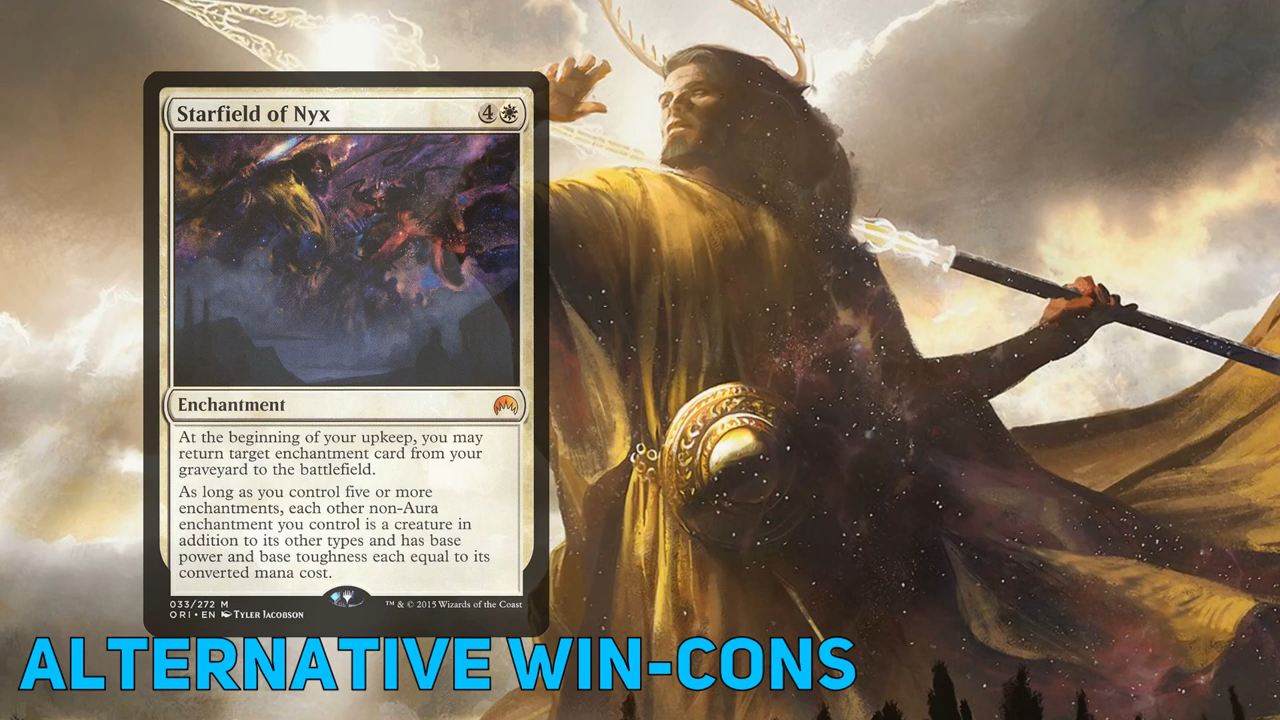 Starfield of Nyx 4
Enchantment
At the beginning of your upkeep, you may
return target enchantment card from your
graveyard to the battlefield.
As long as you control five or more
enchantments, each other non-Aura
enchantment you control is a creature in
addition to its other types and has base
power and base toughness each equal to its
converted mana cost.
033/272 M
ORI • EN Tyler Jacobson
™ & © 2015 Wizards of the Coast
ALTERNATIVE WIN-CONS